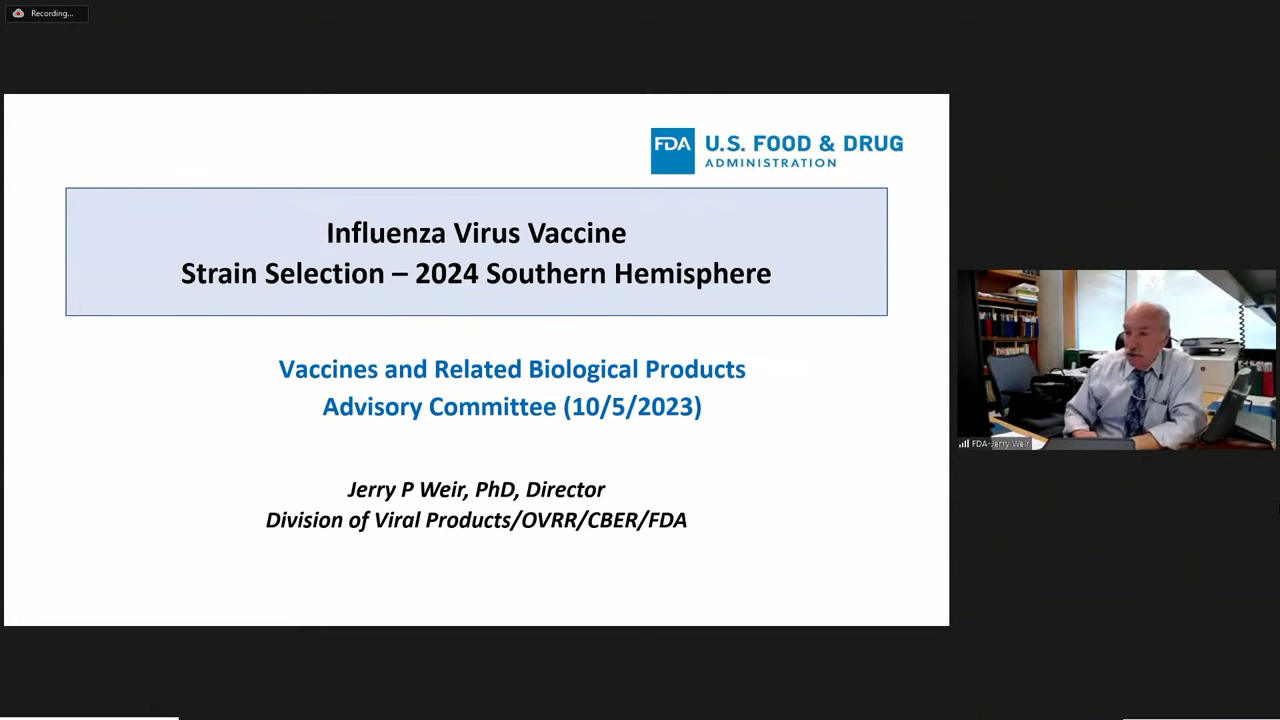 Recording...
FDA U.S. FOOD & DRUG
ADMINISTRATION
Influenza Virus Vaccine
Strain Selection – 2024 Southern Hemisphere
Vaccines and Related Biological Products
Advisory Committee (10/5/2023)
Jerry P Weir, PhD, Director
Division of Viral Products/OVRR/CBER/FDA
FDA-Jerry Weir